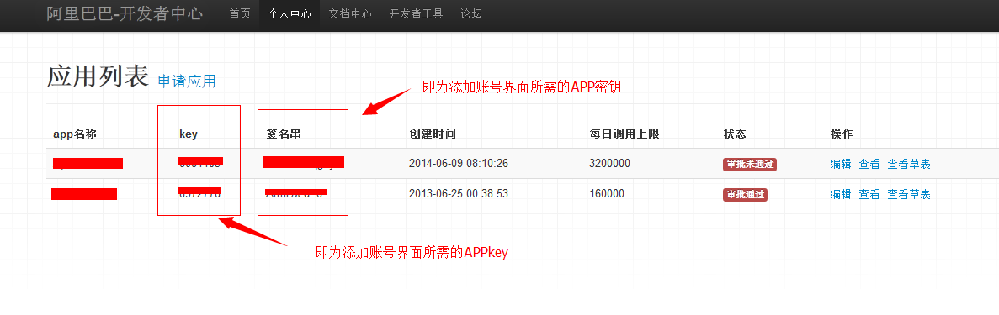 阿里巴巴-开发者中心 首页 个人中心 文档中心 开发者工具 论坛
应用列表 申请应用
即为添加账号界面所需的APP密钥
app名称 key 签名串 创建时间 每日调用上限 状态 操作
2014-06-09 08:10:26 3200000 审批未通过 编辑 查看 查看草表
2013-06-25 00:38:53 160000 审批通过 编辑 查看 查看草表
即为添加账号界面所需的APPkey